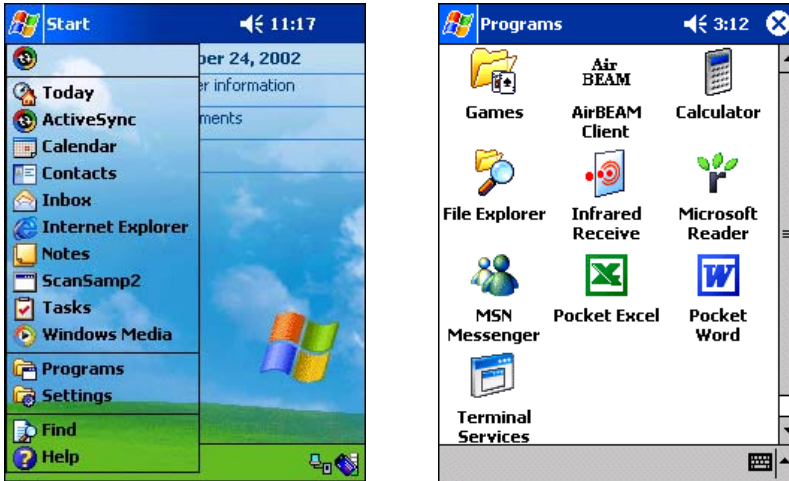 Start 11:17
ber 24, 2002
er information
Today
ActiveSync
ments
Calendar
Contacts
Inbox
Internet Explorer
Notes
ScanSamp2
Tasks
Windows Media
Programs
Settings
Find
Help
Programs 3:12
Games
Air
BEAM
AirBEAM
Client
Calculator
File Explorer
Infrared
Receive
Microsoft
Reader
MSN
Messenger
Pocket Excel
Pocket
Word
Terminal
Services